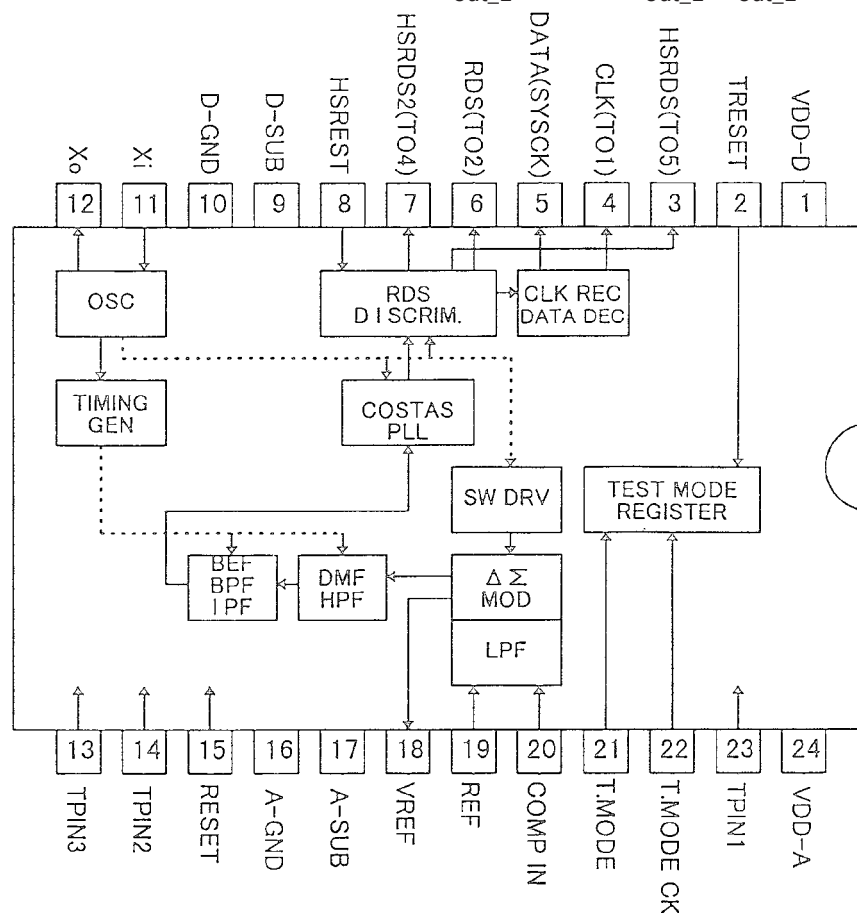 Xo
Xi
D-GND
D-SUB
HSREST
HSRDS2(TO4)
RDS(TO2)
DATA(SYSCK)
CLK(TO1)
HSRDS(TO5)
TRESET
VDD-D
12
11
10
9
8
7
6
5
4
3
2
1
OSC
RDS
DISCRIM.
CLK REC
DATA DEC
TIMING
GEN
COSTAS
PLL
SW DRV
TEST MODE
REGISTER
BEF
BPF
IPF
DMF
HPF
Δ Σ
MOD
LPF
13
14
15
16
17
18
19
20
21
22
23
24
TPIN3
TPIN2
RESET
A-GND
A-SUB
VREF
REF
COMP IN
T.MODE
T.MODE CK
TPIN1
VDD-A